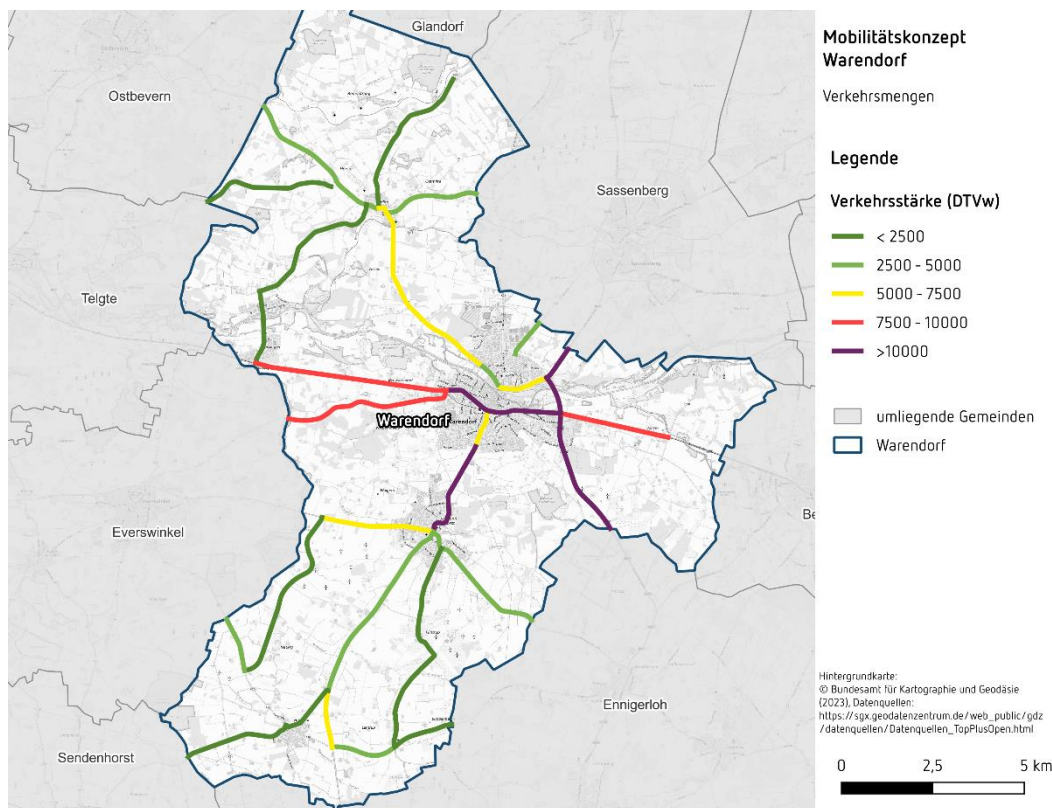 Glandorf
Ostbevern
Sassenberg
Telgte
Warendorf
Everswinkel
Be
Ennigerloh
Sendenhorst
Mobilitätskonzept
Warendorf
Verkehrsmengen
Legende
Verkehrsstärke (DTVw)
< 2500
2500 - 5000
5000 - 7500
7500 - 10000
>10000
umliegende Gemeinden
Warendorf
Hintergrundkarte:
© Bundesamt für Kartographie und Geodäsie
(2023), Datenquellen:
https://sgx.geodatenzentrum.de/web_public/gdz
/datenquellen/Datenquellen_TopPlusOpen.html
0 2,5 5 km